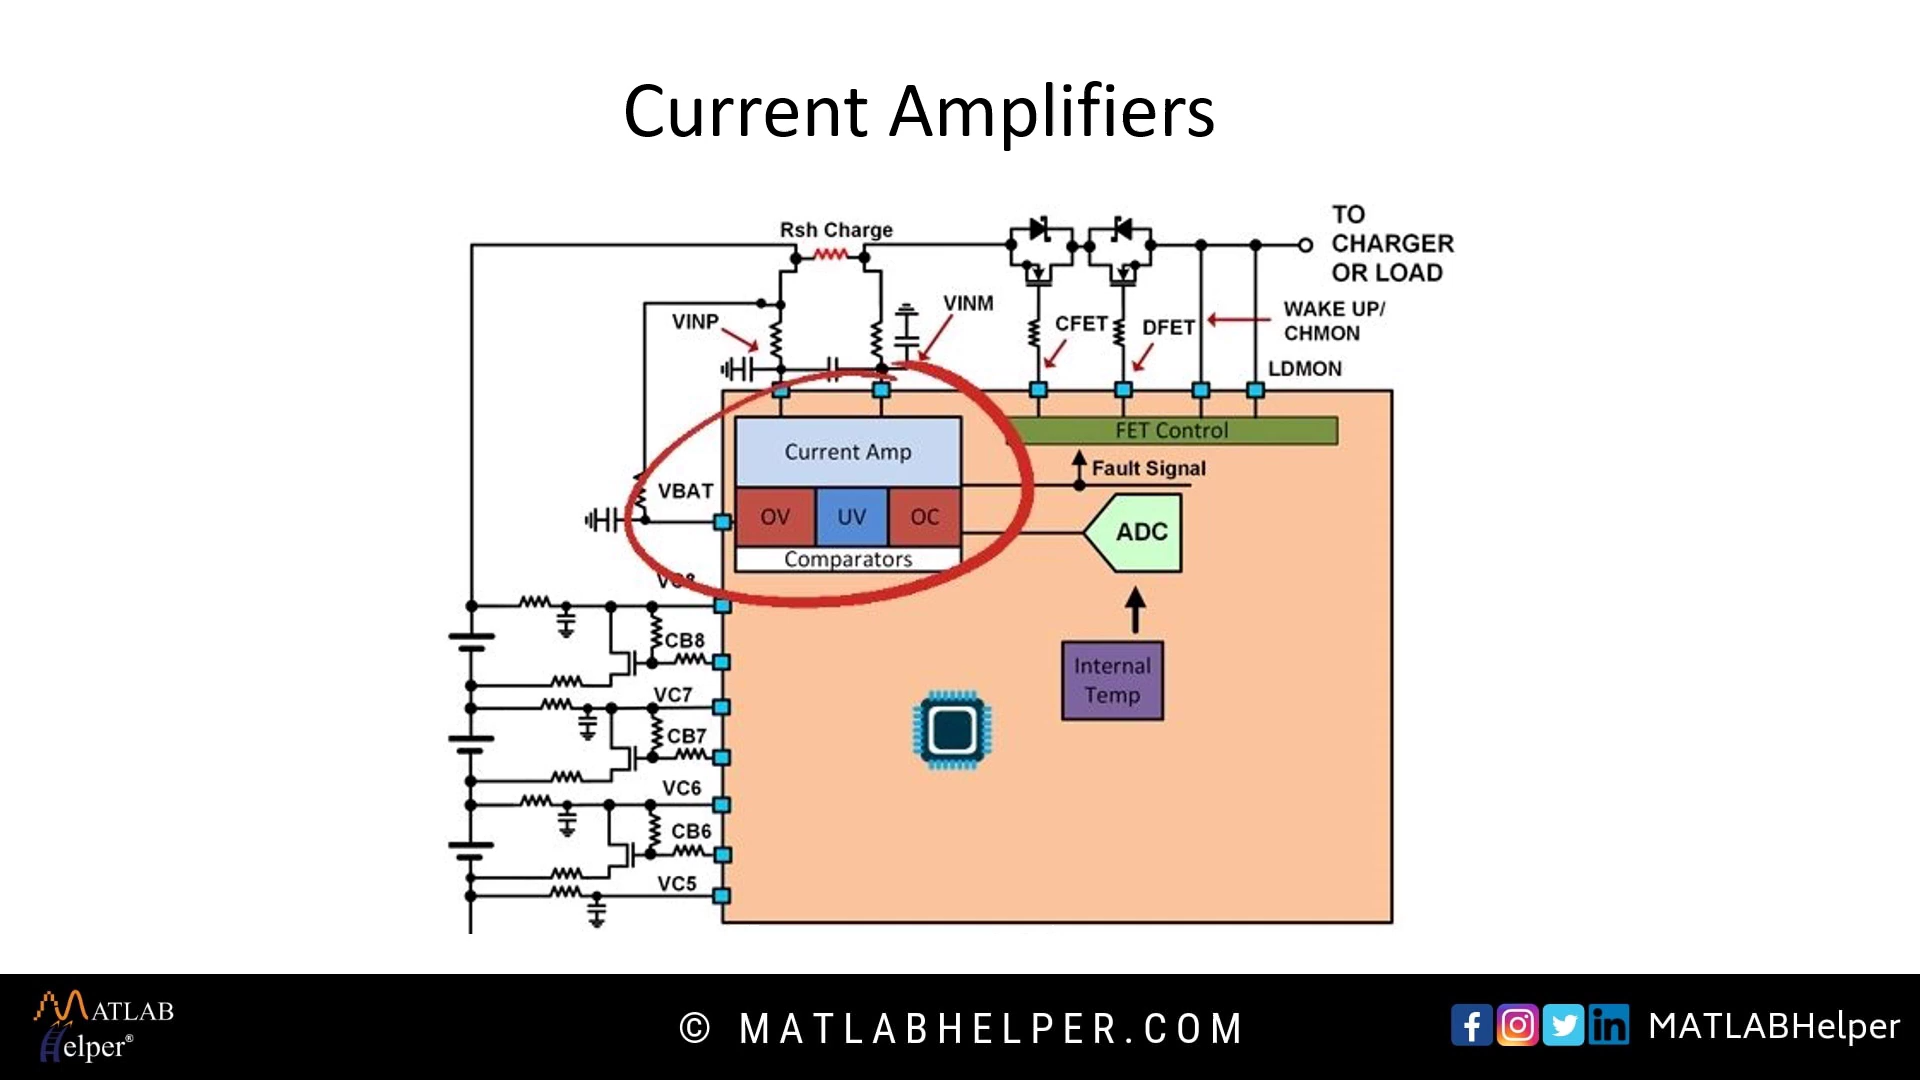 Current Amplifiers
Rsh Charge
TO
CHARGER
OR LOAD
VINP
VINM
CFET
DFET
WAKE UP/
CHMON
LDMON
Current Amp
FET Control
Fault Signal
VBAT
OV
UV
OC
Comparators
ADC
VC8
CB8
Internal
Temp
VC7
CB7
VC6
CB6
VC5
MATLAB
Helper®
© MATLABHELPER.COM
MATLABHelper